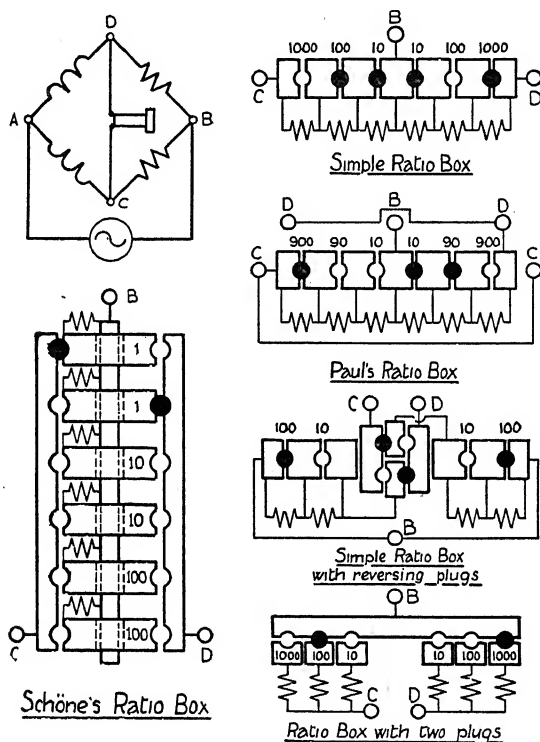 D
A
B
C
B
1000 100 10 10 100 1000
C
D
Simple Ratio Box
D
B
D
900 90 10 10 90 900
C
C
Paul's Ratio Box
C
D
100 10
10 100
B
Simple Ratio Box
with reversing plugs
B
1000 100 10
10 100 1000
C
D
Ratio Box with two plugs
B
1
1
10
10
100
100
C
D
Schöne's Ratio Box